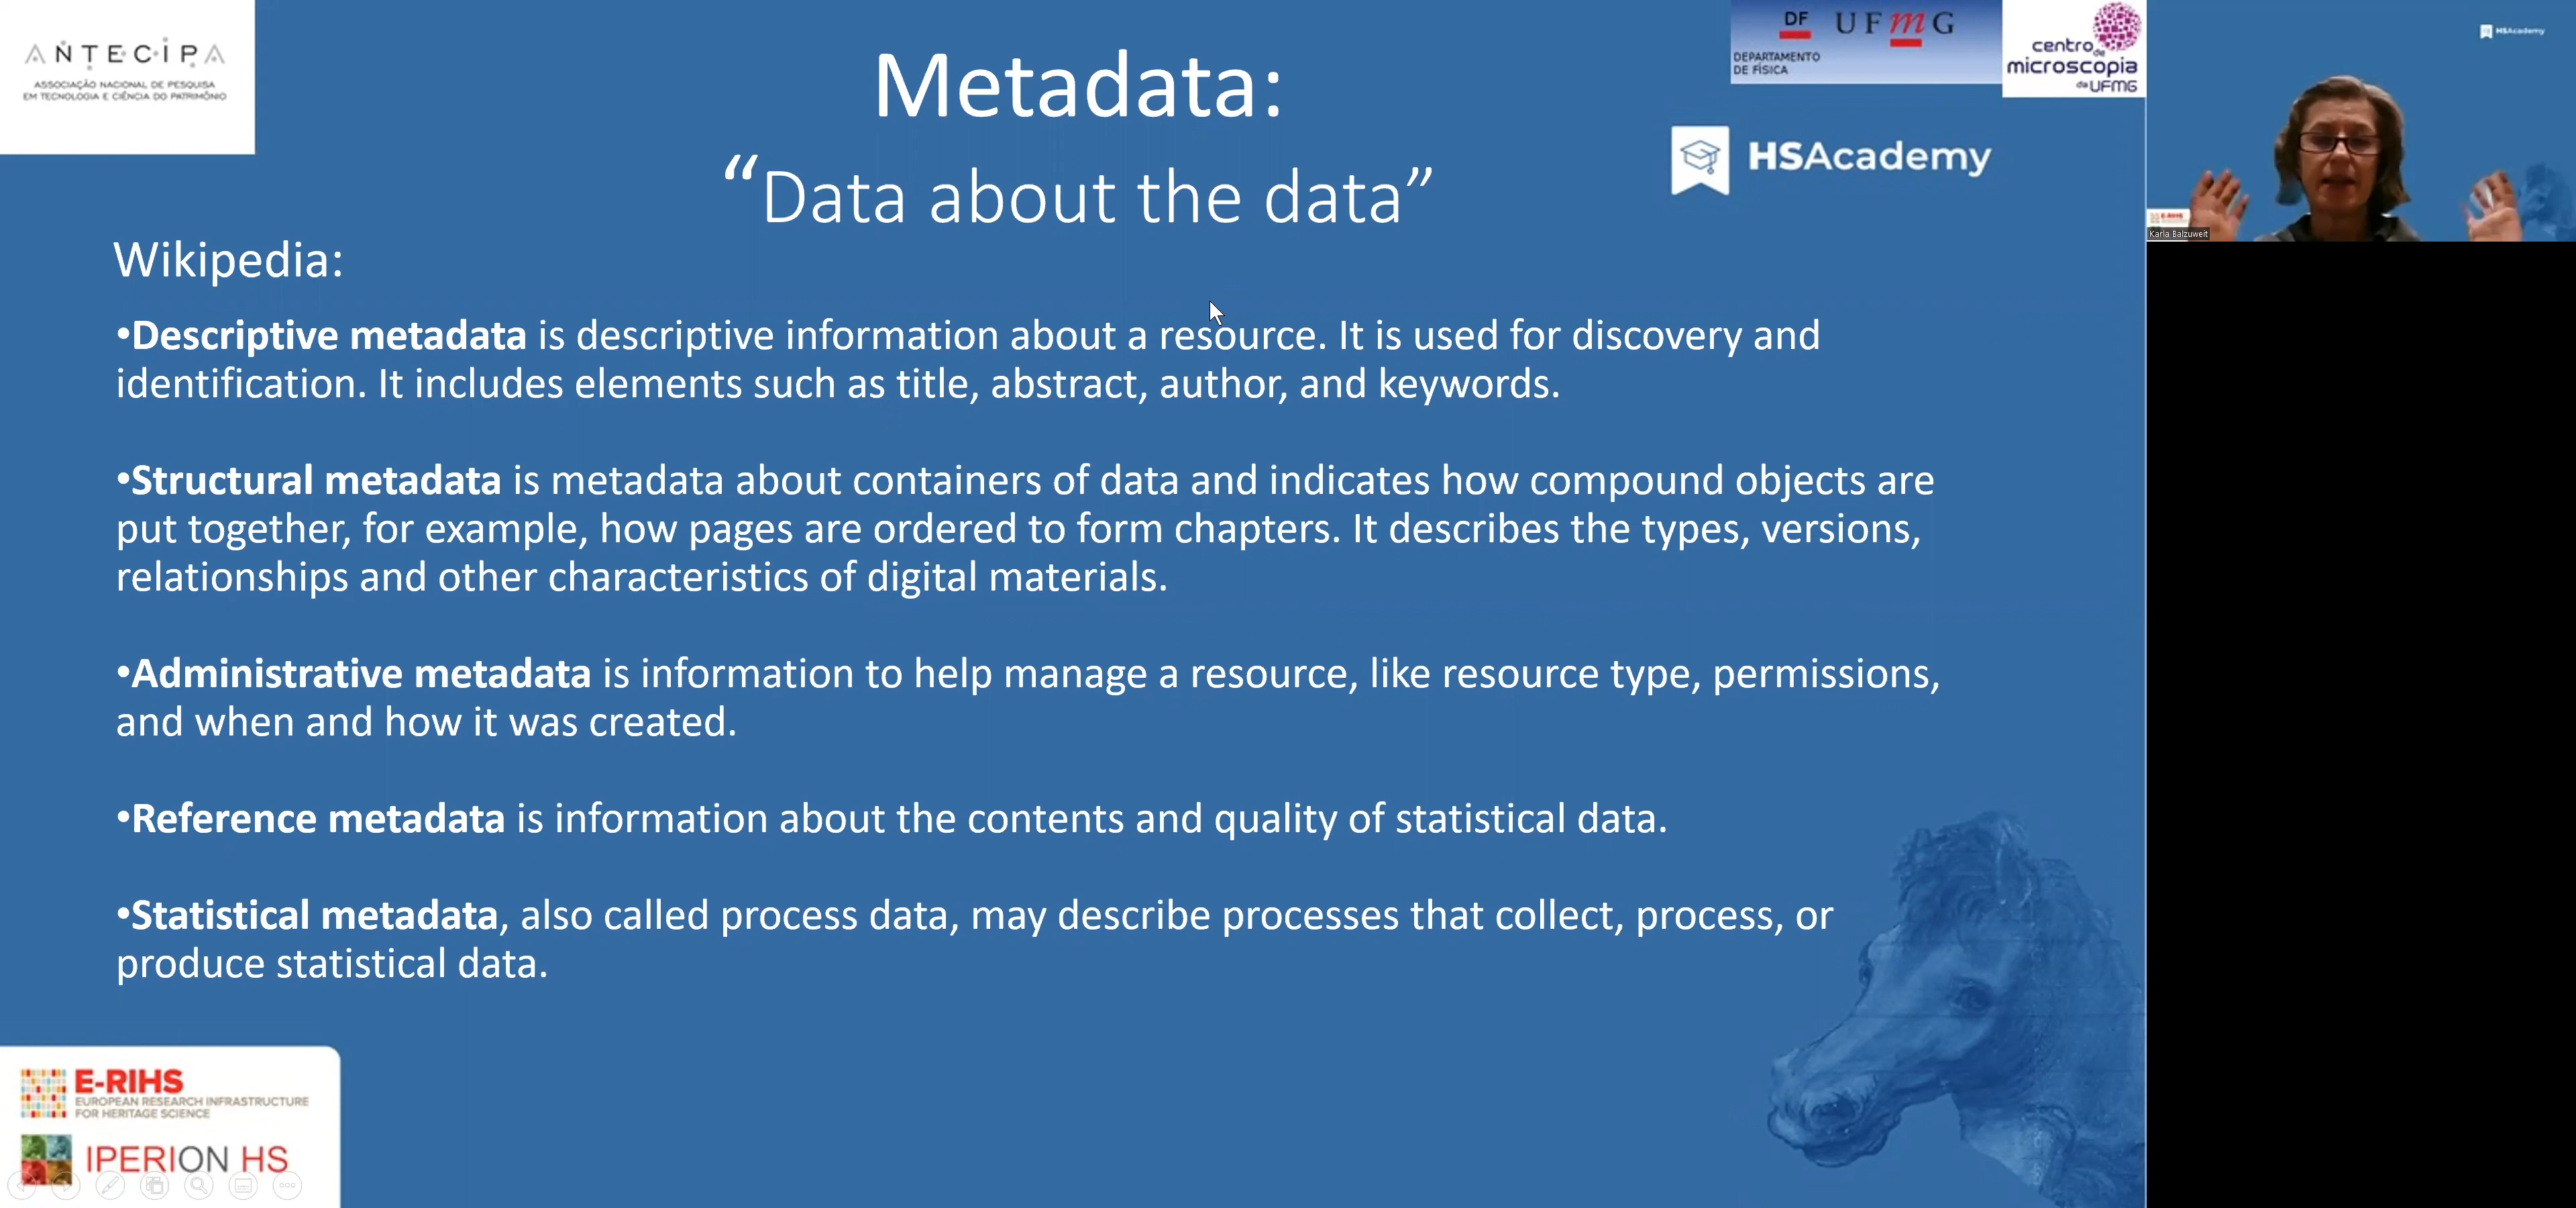 ANTECIPA
ASSOCIAÇÃO NACIONAL DE PESQUISA
EM TECNOLOGIA E CIÊNCIA DO PATRIMÔNIO
Metadata:
“Data about the data”
DF UFmG
DEPARTAMENTO
DE FÍSICA
centro de
microscopia
da UFMG
HSAcademy
HSAcademy
E-RIHS
Karla Balzuweit
Wikipedia:
•Descriptive metadata is descriptive information about a resource. It is used for discovery and
identification. It includes elements such as title, abstract, author, and keywords.
•Structural metadata is metadata about containers of data and indicates how compound objects are
put together, for example, how pages are ordered to form chapters. It describes the types, versions,
relationships and other characteristics of digital materials.
•Administrative metadata is information to help manage a resource, like resource type, permissions,
and when and how it was created.
•Reference metadata is information about the contents and quality of statistical data.
•Statistical metadata, also called process data, may describe processes that collect, process, or
produce statistical data.
E-RIHS
EUROPEAN RESEARCH INFRASTRUCTURE
FOR HERITAGE SCIENCE
IPERION HS